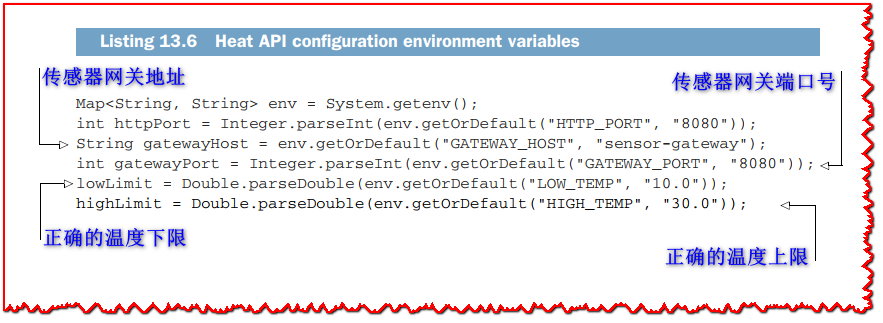 Listing 13.6 Heat API configuration environment variables
传感器网关地址
传感器网关端口号
Map<String, String> env = System.getenv();
int httpPort = Integer.parseInt(env.getOrDefault("HTTP_PORT", "8080"));
String gatewayHost = env.getOrDefault("GATEWAY_HOST", "sensor-gateway");
int gatewayPort = Integer.parseInt(env.getOrDefault("GATEWAY_PORT", "8080"));
lowLimit = Double.parseDouble(env.getOrDefault("LOW_TEMP", "10.0"));
highLimit = Double.parseDouble(env.getOrDefault("HIGH_TEMP", "30.0"));
正确的温度下限
正确的温度上限